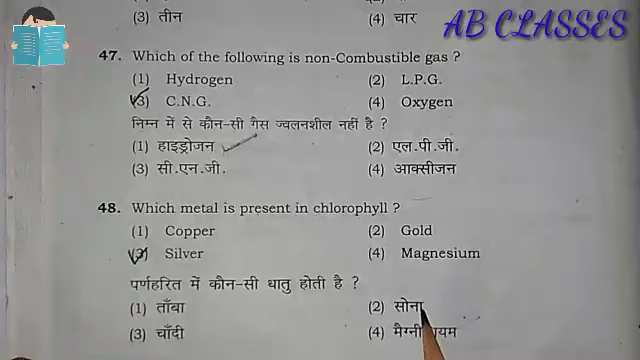 (3) तीन (4) चार
AB CLASSES
47. Which of the following is non-Combustible gas ?
(1) Hydrogen (2) L.P.G.
(3) C.N.G. (4) Oxygen
निम्न में से कौन-सी गैस ज्वलनशील नहीं है ?
(1) हाइड्रोजन (2) एल.पी.जी.
(3) सी.एन.जी. (4) आक्सीजन
48. Which metal is present in chlorophyll ?
(1) Copper (2) Gold
(3) Silver (4) Magnesium
पर्णहरित में कौन-सी धातु होती है ?
(1) ताँबा (2) सोना
(3) चाँदी (4)